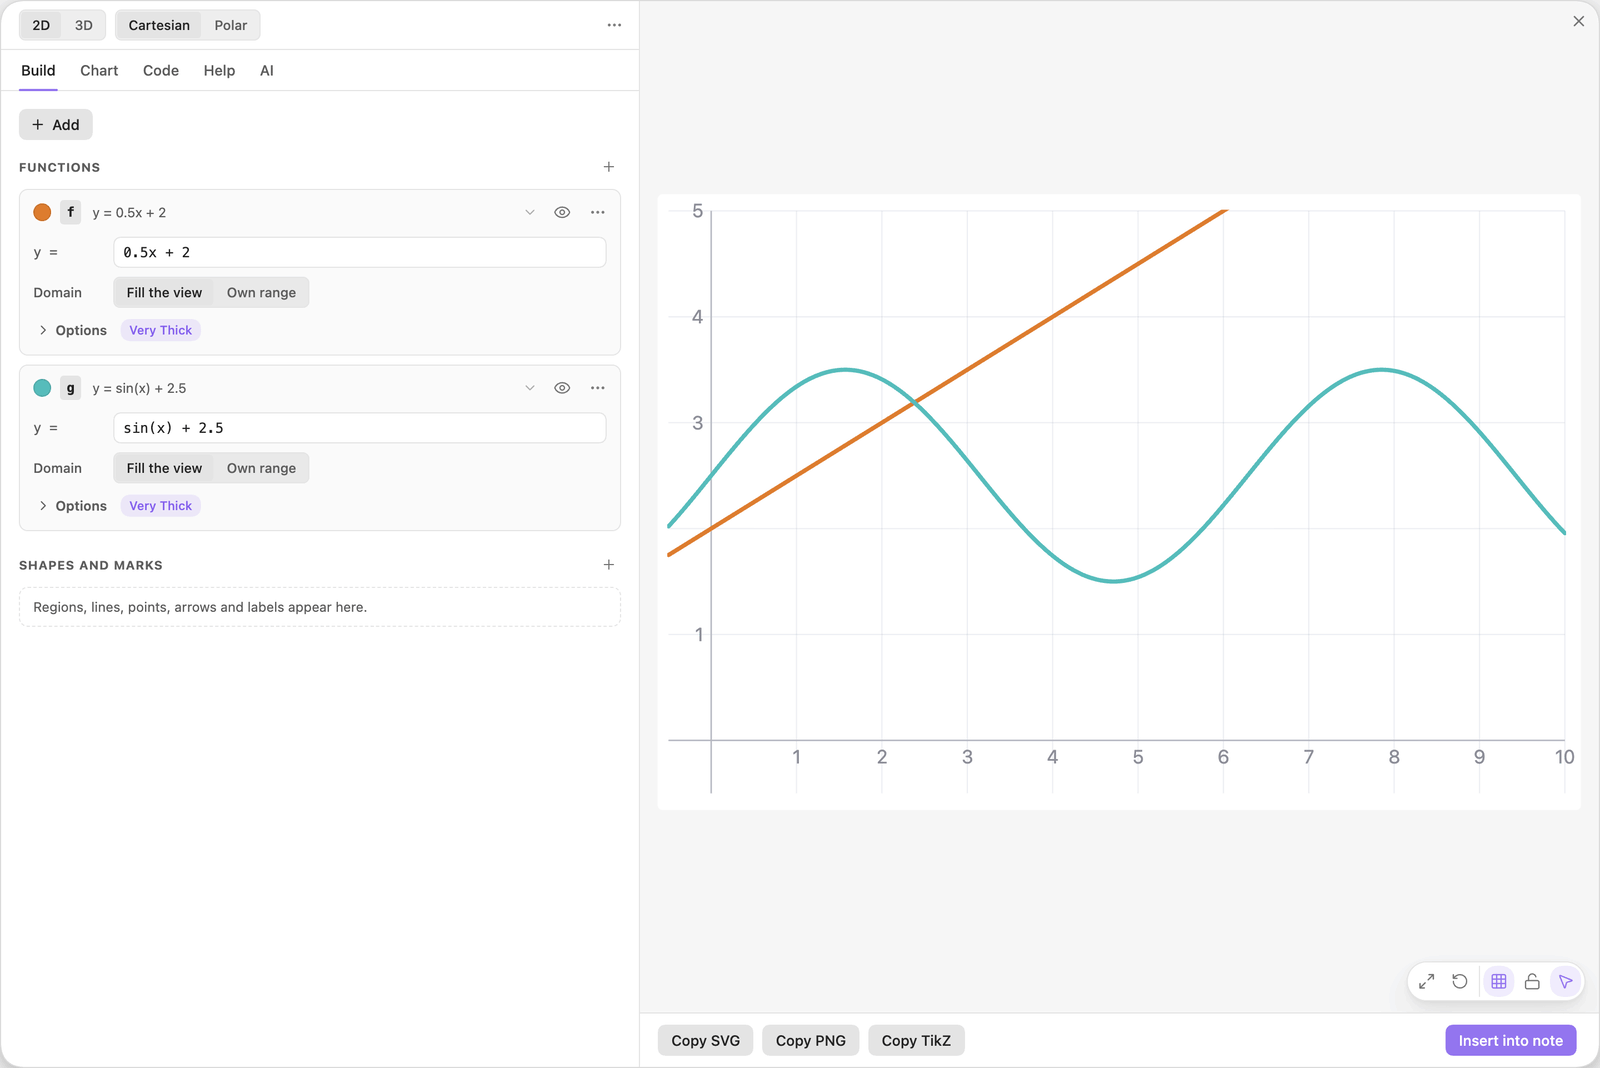 2D 3D Cartesian Polar
Build Chart Code Help AI
+ Add
FUNCTIONS
f y = 0.5x + 2
y = 0.5x + 2
Domain Fill the view Own range
Options Very Thick
g y = sin(x) + 2.5
y = sin(x) + 2.5
Domain Fill the view Own range
Options Very Thick
SHAPES AND MARKS
Regions, lines, points, arrows and labels appear here.
5
4
3
1
1 2 3 4 5 6 7 8 9 10
Copy SVG Copy PNG Copy TikZ Insert into note